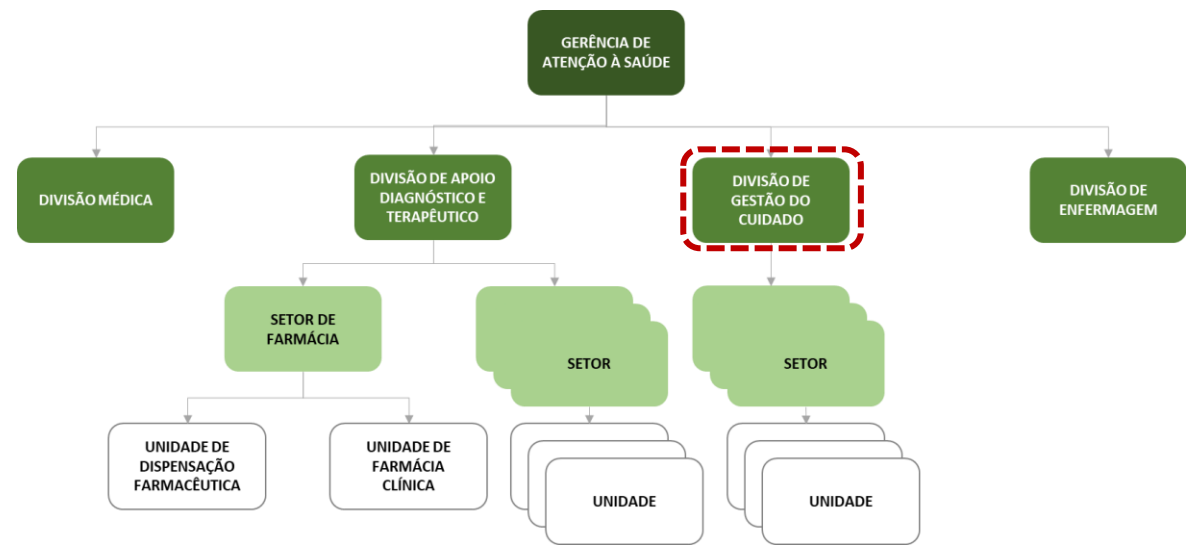 GERÊNCIA DE
ATENÇÃO À SAÚDE
DIVISÃO MÉDICA
DIVISÃO DE APOIO
DIAGNÓSTICO E
TERAPÊUTICO
DIVISÃO DE
GESTÃO DO
CUIDADO
DIVISÃO DE
ENFERMAGEM
SETOR DE
FARMÁCIA
SETOR
SETOR
UNIDADE DE
DISPENSAÇÃO
FARMACÊUTICA
UNIDADE DE
FARMÁCIA
CLÍNICA
UNIDADE
UNIDADE